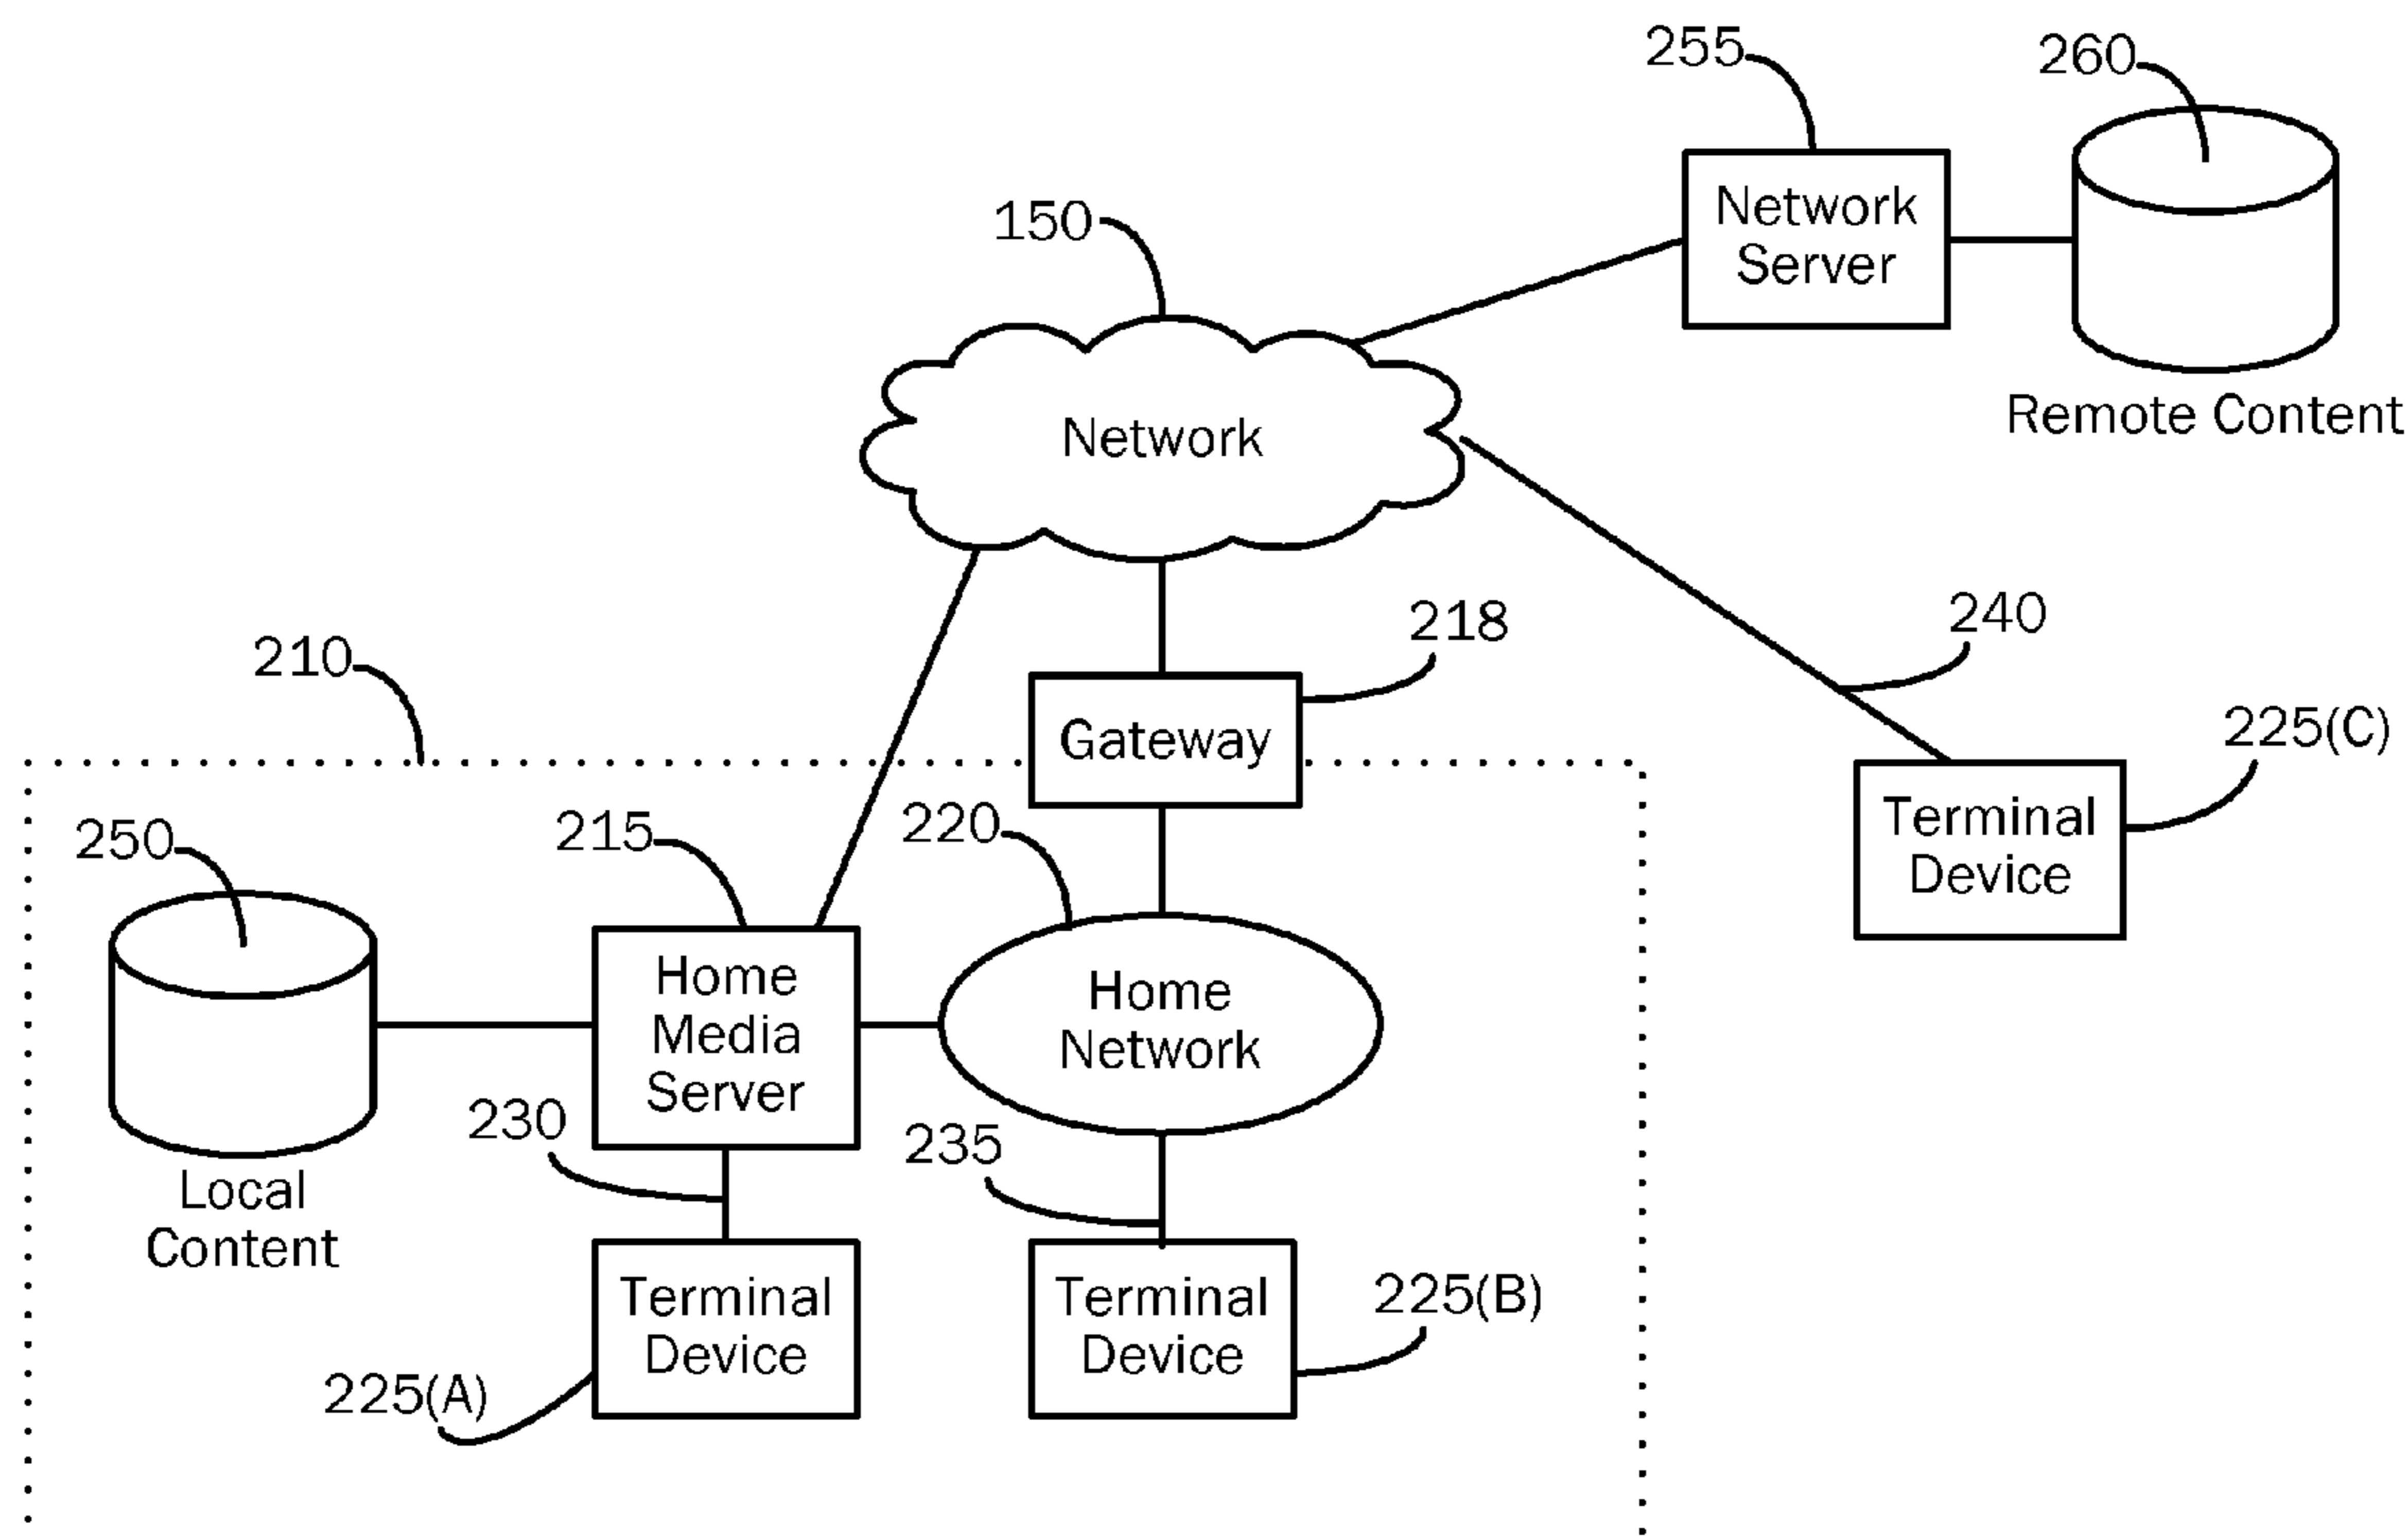 255
260
Network
Server
150
Remote Content
Network
240
218
210
225(C)
Gateway
Terminal
Device
250
215
220
Home
Media
Server
Home
Network
230
235
Local
Content
Terminal
Device
Terminal
Device
225(B)
225(A)